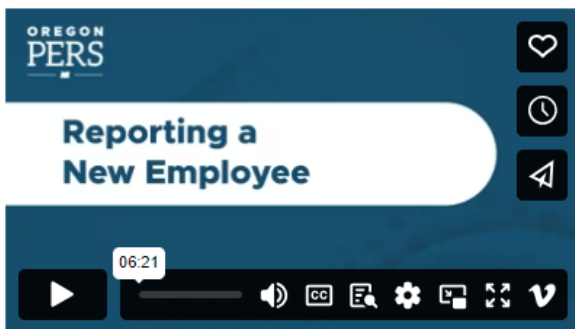 OREGON
PERS
Reporting a
New Employee
06:21
CC